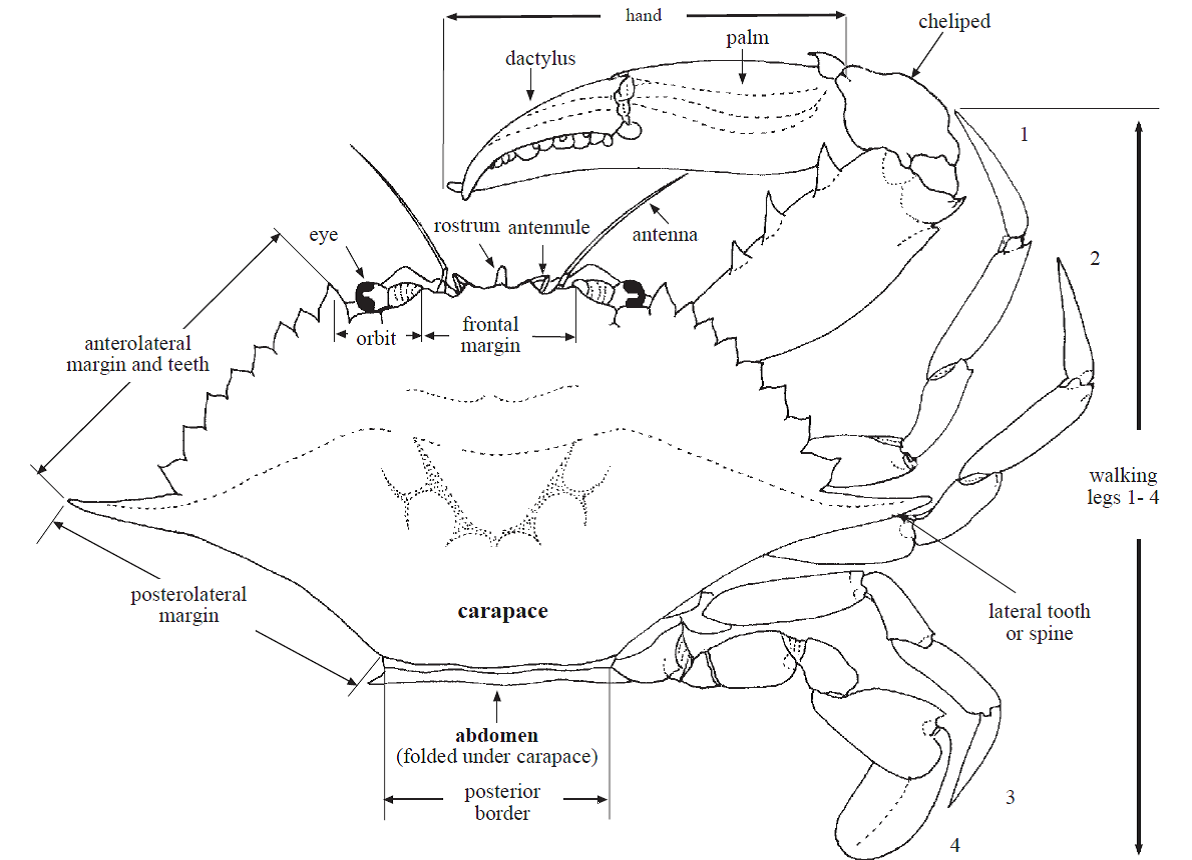 hand
cheliped
palm
dactylus
1
rostrum
antennule
antenna
eye
2
orbit
frontal
margin
anterolateral
margin and teeth
walking
legs 1- 4
posterolateral
margin
carapace
lateral tooth
or spine
abdomen
(folded under carapace)
posterior
border
3
4